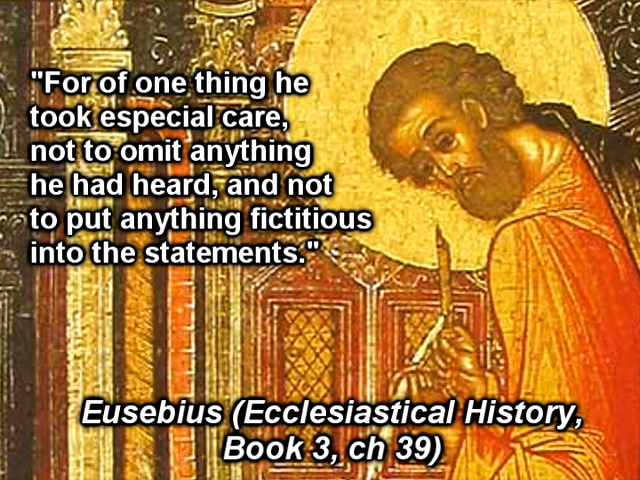 "For of one thing he
took especial care,
not to omit anything
he had heard, and not
to put anything fictitious
into the statements."
Eusebius (Ecclesiastical History,
Book 3, ch 39)